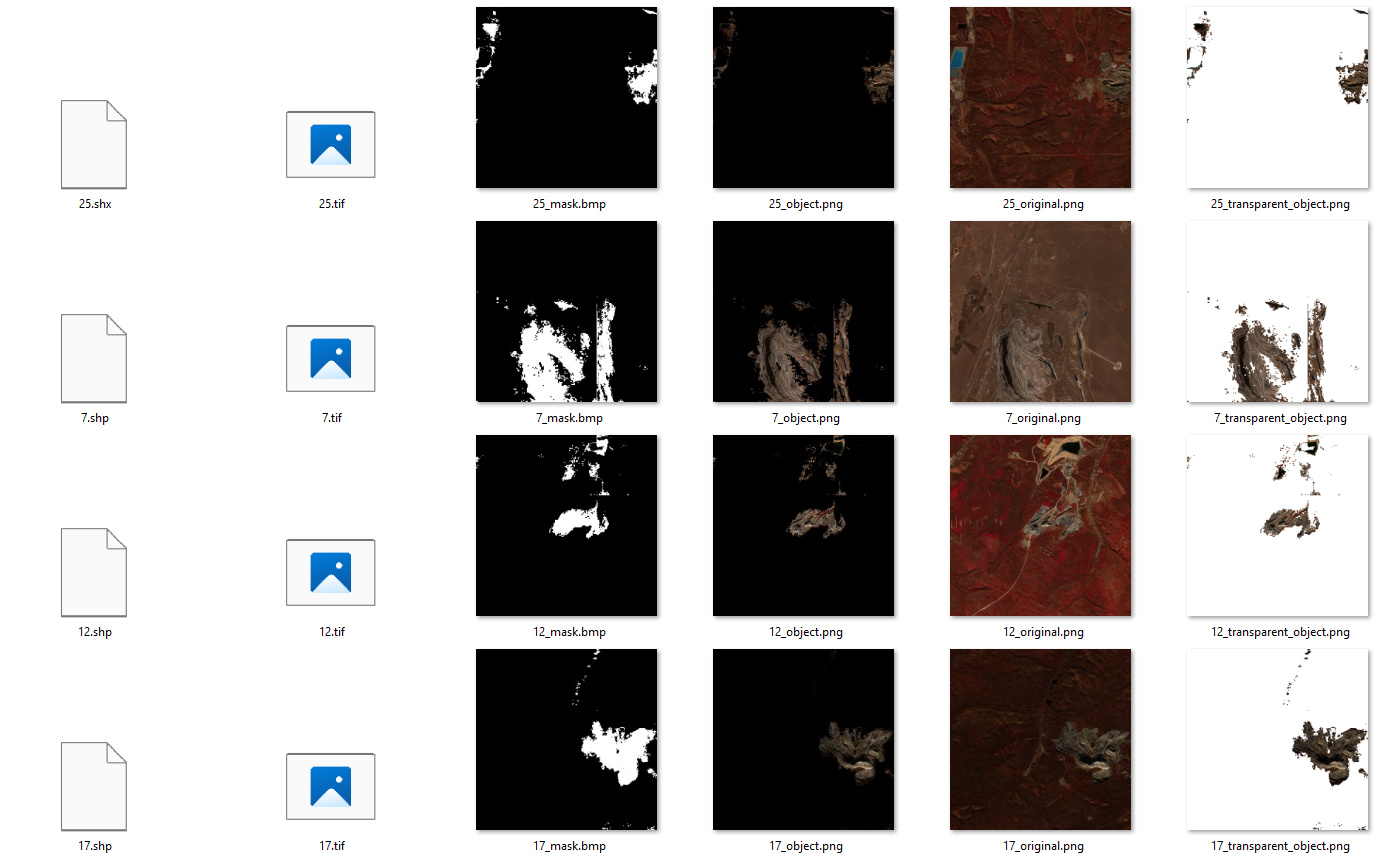 25.shx
25.tif
25_mask.bmp
25_object.png
25_original.png
25_transparent_object.png
7.shp
7.tif
7_mask.bmp
7_object.png
7_original.png
7_transparent_object.png
12.shp
12.tif
12_mask.bmp
12_object.png
12_original.png
12_transparent_object.png
17.shp
17.tif
17_mask.bmp
17_object.png
17_original.png
17_transparent_object.png